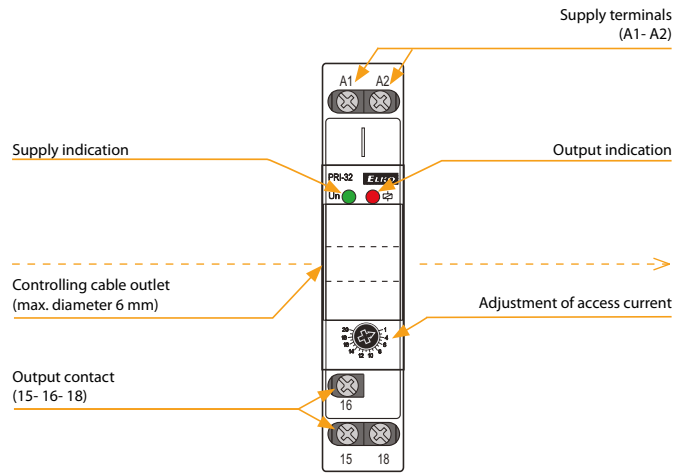 Supply terminals
(A1- A2)
A1 A2
Supply indication
Output indication
PRI-32 ELKO
Un
Controlling cable outlet
(max. diameter 6 mm)
Adjustment of access current
20 1
18 4
16 6
14 12 10 8
Output contact
(15- 16- 18)
16
15 18